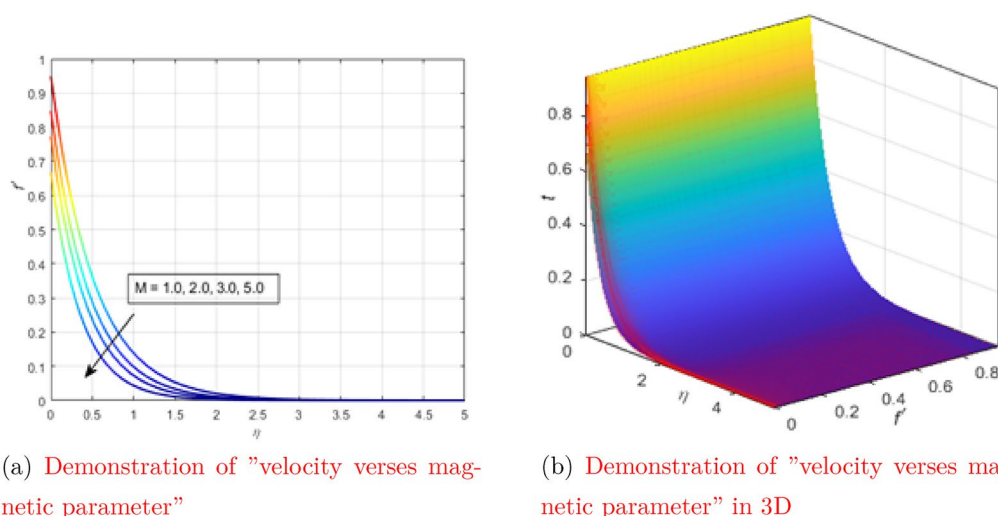 1
0.9
0.8
0.7
0.6
f'
0.5
0.4
0.3
0.2
0.1
0
M = 1.0, 2.0, 3.0, 5.0
0 0.5 1 1.5 2 2.5 3 3.5 4 4.5 5
η
0.8
0.6
0.4
0.2
0
0
2
η
4
0
0.2
0.4
f'
0.6
0.8
(a) Demonstration of ”velocity verses mag-
netic parameter”
(b) Demonstration of ”velocity verses ma
netic parameter” in 3D